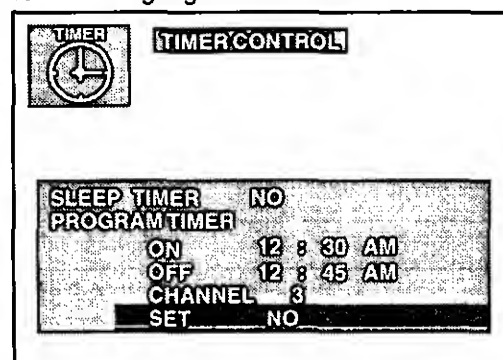 TIMER
TIMER CONTROL
SLEEP TIMER NO
PROGRAM TIMER
ON 12 : 30 AM
OFF 12 : 45 AM
CHANNEL 3
SET NO